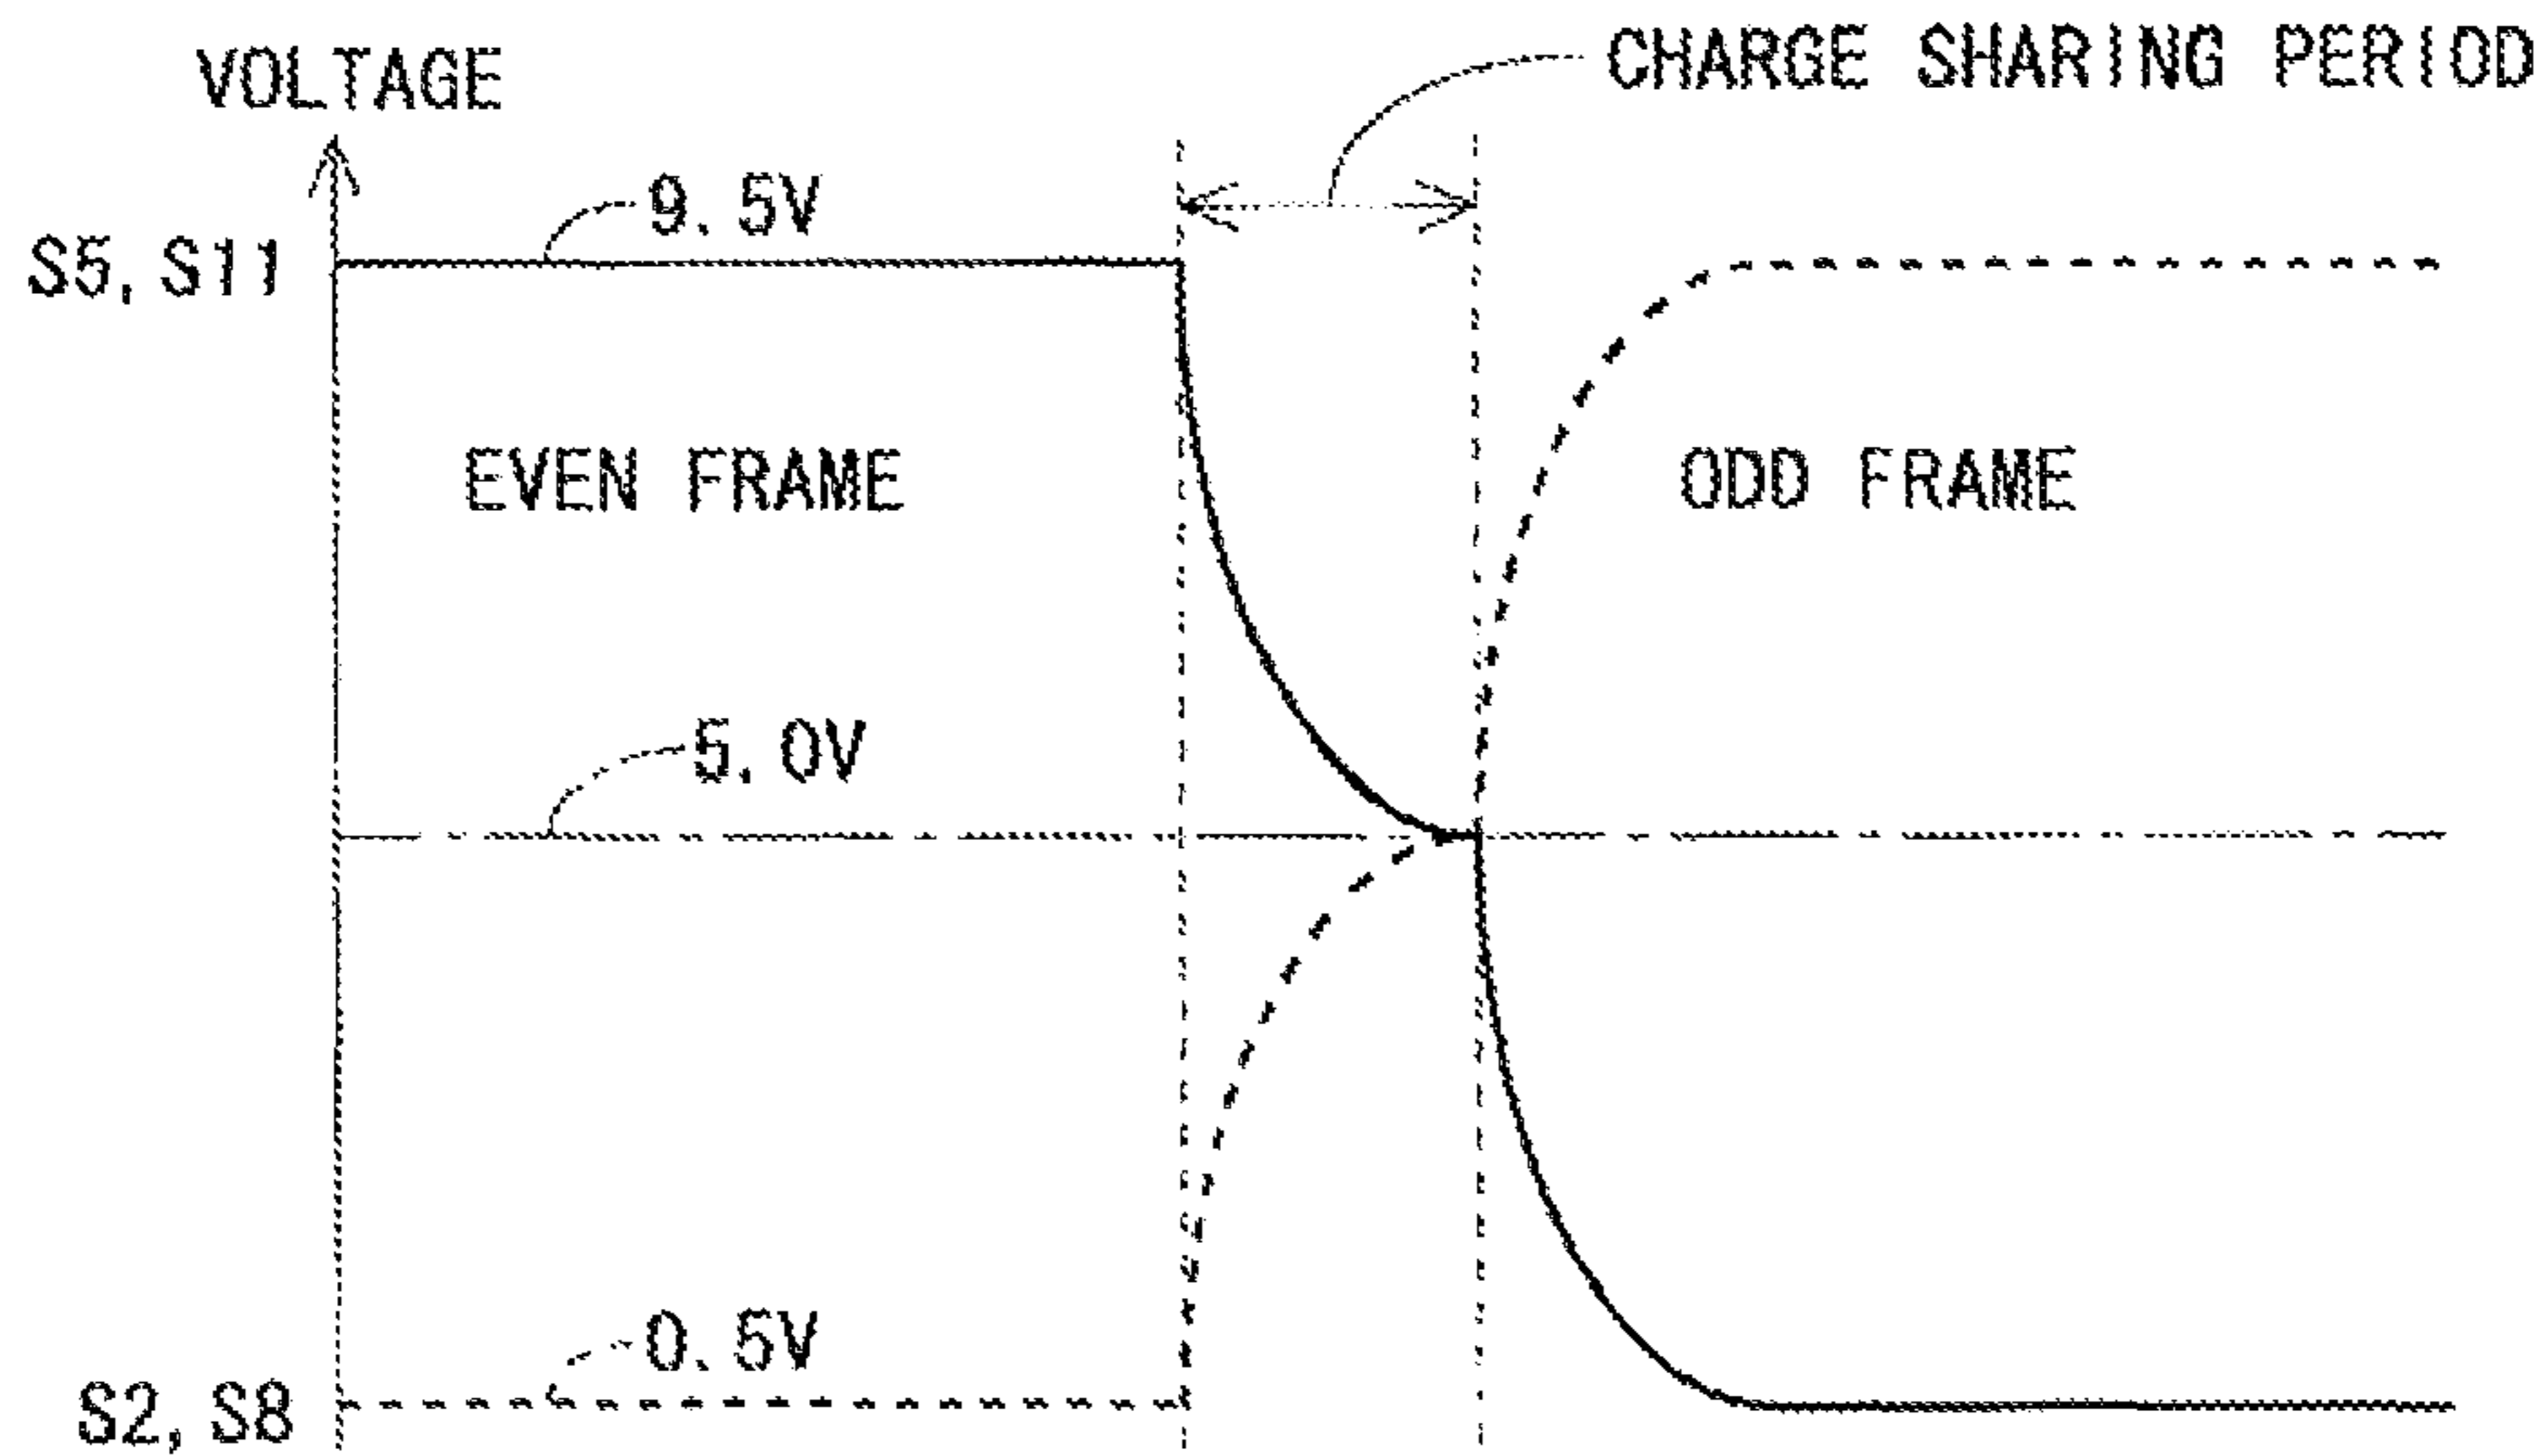 CHARGE SHARING PERIOD
VOLTAGE
9.5V
S5, S11
EVEN FRAME
ODD FRAME
5.0V
0.5V
S2, S8